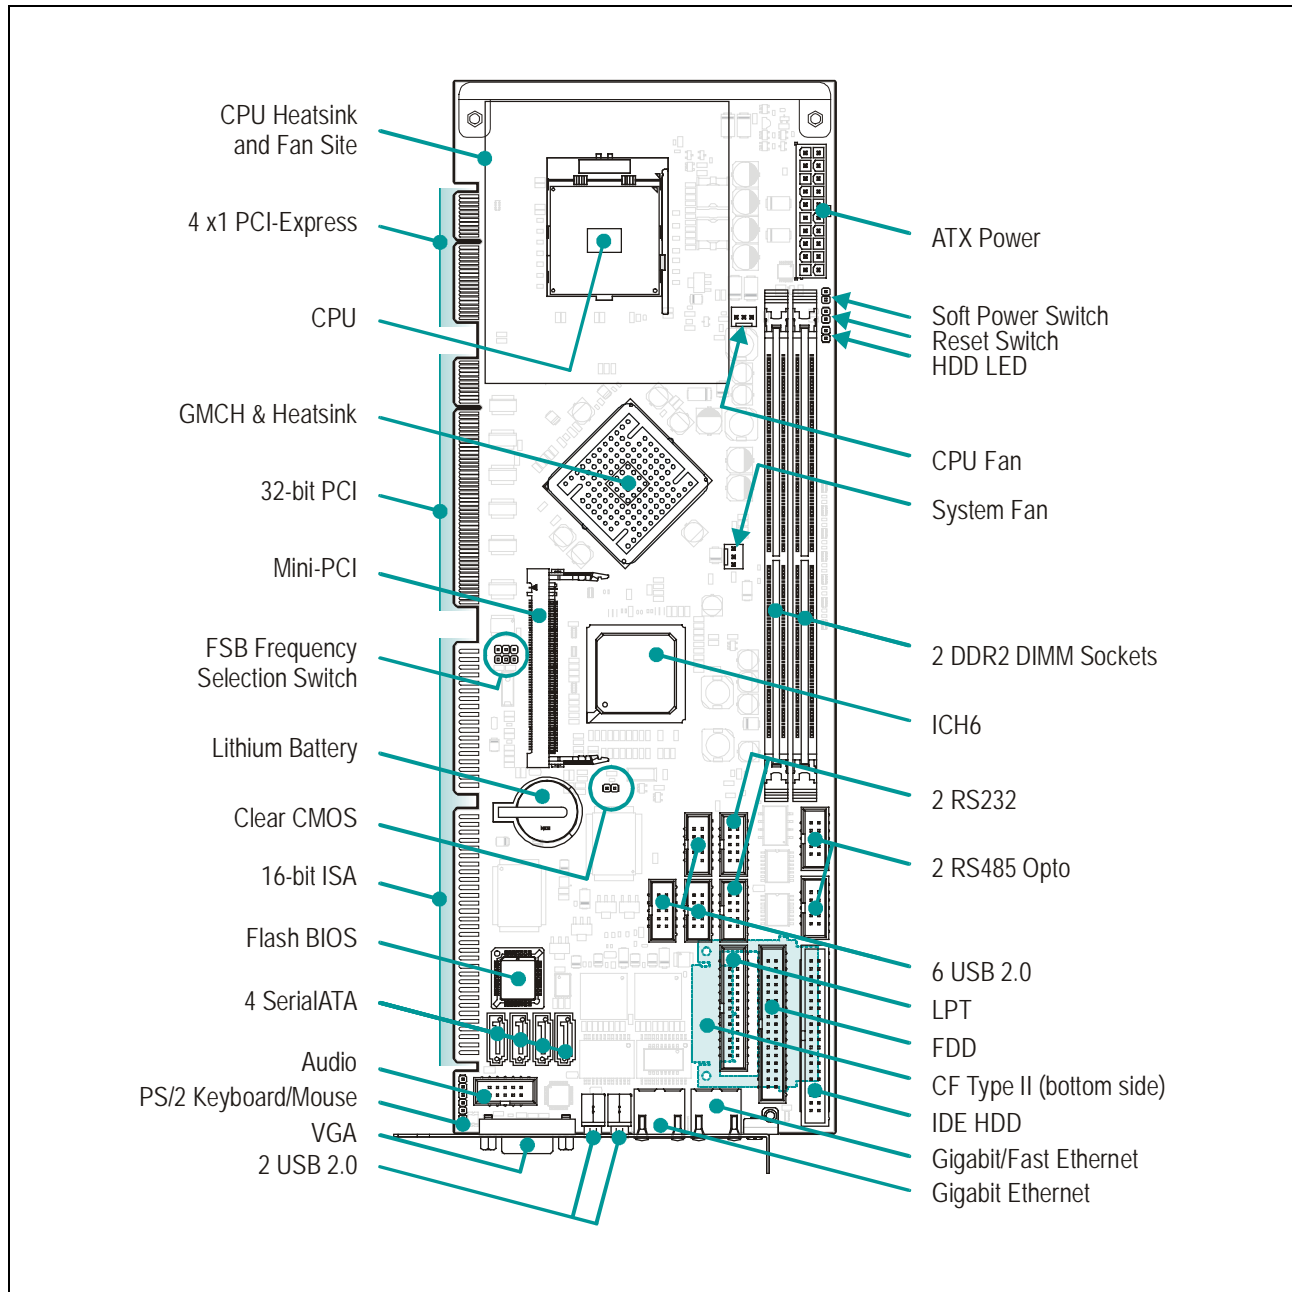 CPU Heatsink
and Fan Site
4 x1 PCI-Express
CPU
GMCH & Heatsink
32-bit PCI
Mini-PCI
FSB Frequency
Selection Switch
Lithium Battery
Clear CMOS
16-bit ISA
Flash BIOS
4 SerialATA
Audio
PS/2 Keyboard/Mouse
VGA
2 USB 2.0
ATX Power
Soft Power Switch
Reset Switch
HDD LED
CPU Fan
System Fan
2 DDR2 DIMM Sockets
ICH6
2 RS232
2 RS485 Opto
6 USB 2.0
LPT
FDD
CF Type II (bottom side)
IDE HDD
Gigabit/Fast Ethernet
Gigabit Ethernet